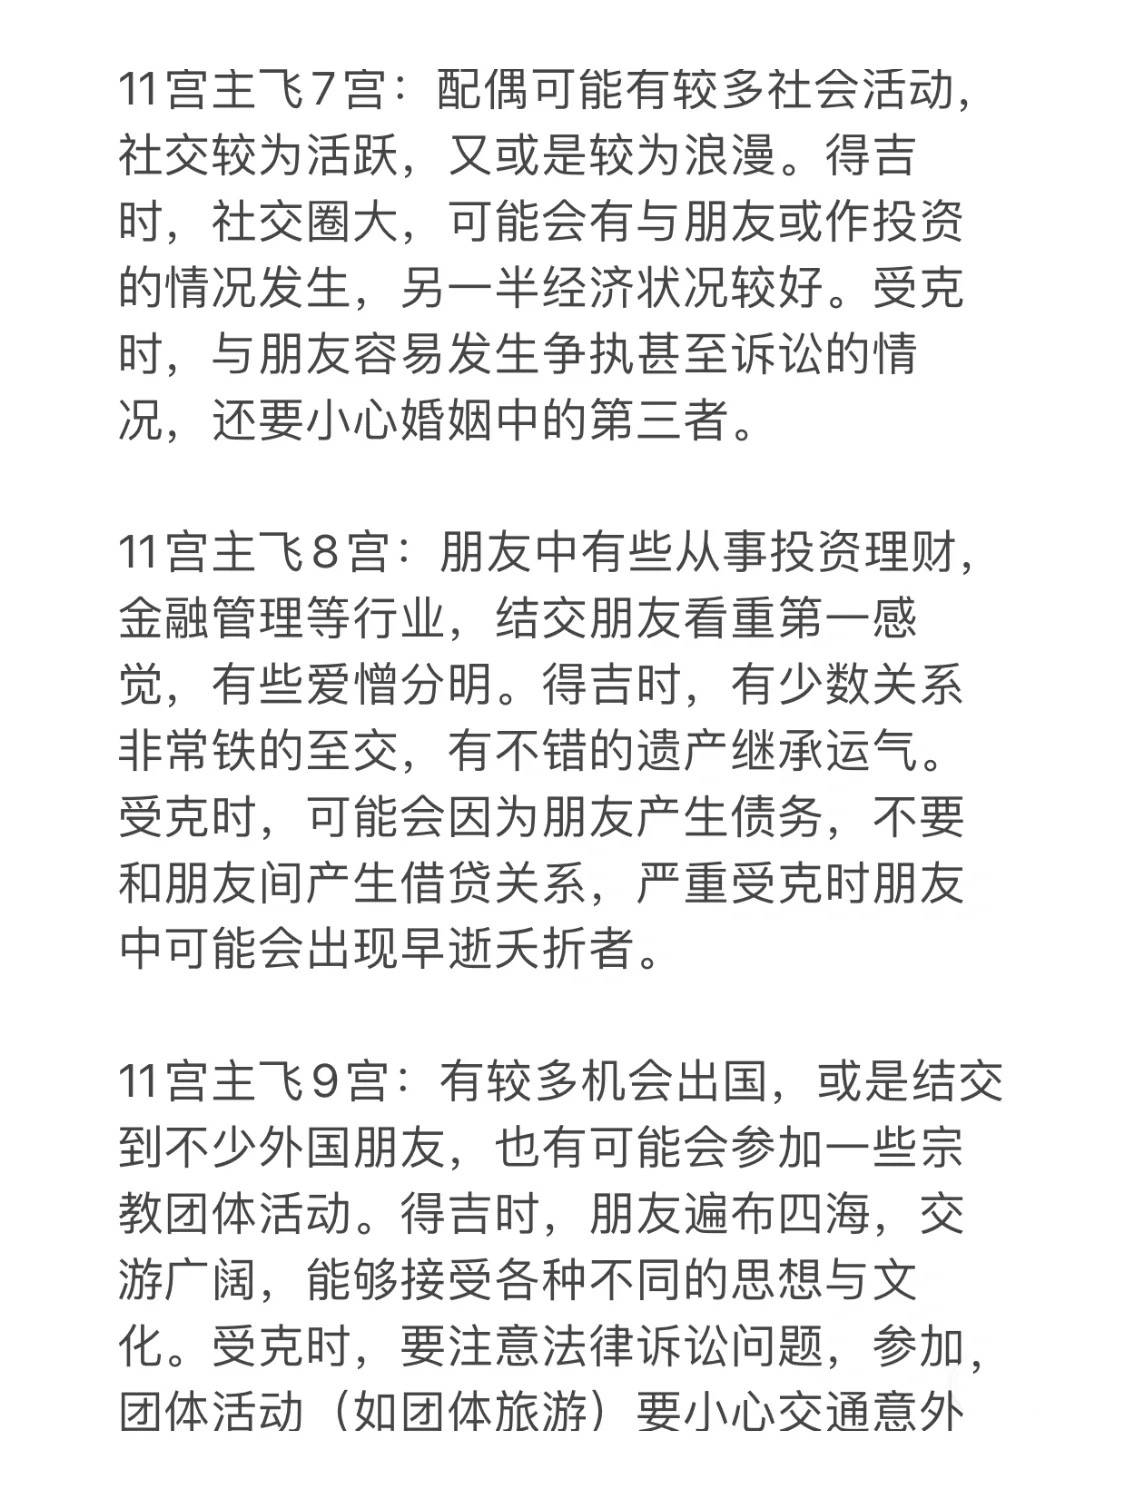 11宫主飞7宫：配偶可能有较多社会活动，
社交较为活跃，又或是较为浪漫。得吉
时，社交圈大，可能会有与朋友或作投资
的情况发生，另一半经济状况较好。受克
时，与朋友容易发生争执甚至诉讼的情
况，还要小心婚姻中的第三者。
11宫主飞8宫：朋友中有些从事投资理财，
金融管理等行业，结交朋友看重第一感
觉，有些爱憎分明。得吉时，有少数关系
非常铁的至交，有不错的遗产继承运气。
受克时，可能会因为朋友产生债务，不要
和朋友间产生借贷关系，严重受克时朋友
中可能会出现早逝夭折者。
11宫主飞9宫：有较多机会出国，或是结交
到不少外国朋友，也有可能会参加一些宗
教团体活动。得吉时，朋友遍布四海，交
游广阔，能够接受各种不同的思想与文
化。受克时，要注意法律诉讼问题，参加，
团体活动（如团体旅游）要小心交通意外